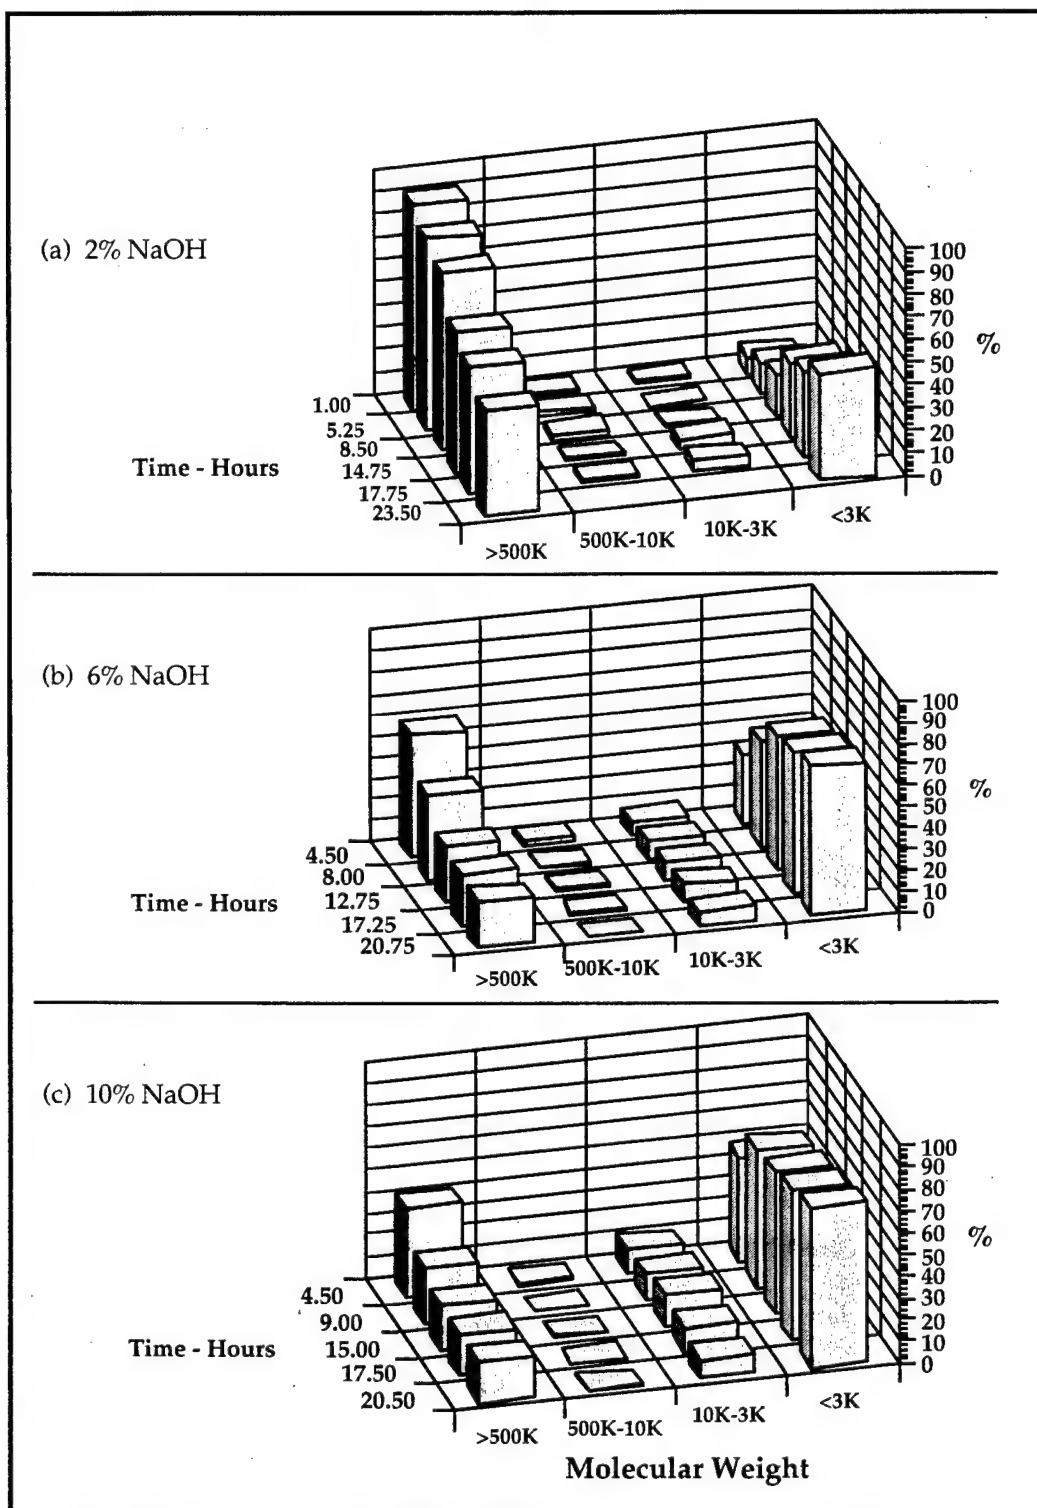 (a) 2% NaOH
100
90
80
70
60
50
40
30
20
10
0
%
1.00
5.25
8.50
14.75
17.75
23.50
Time - Hours
>500K
500K-10K
10K-3K
<3K
(b) 6% NaOH
100
90
80
70
60
50
40
30
20
10
0
%
4.50
8.00
12.75
17.25
20.75
Time - Hours
>500K
500K-10K
10K-3K
<3K
(c) 10% NaOH
100
90
80
70
60
50
40
30
20
10
0
%
4.50
9.00
15.00
17.50
20.50
Time - Hours
>500K
500K-10K
10K-3K
<3K
Molecular Weight